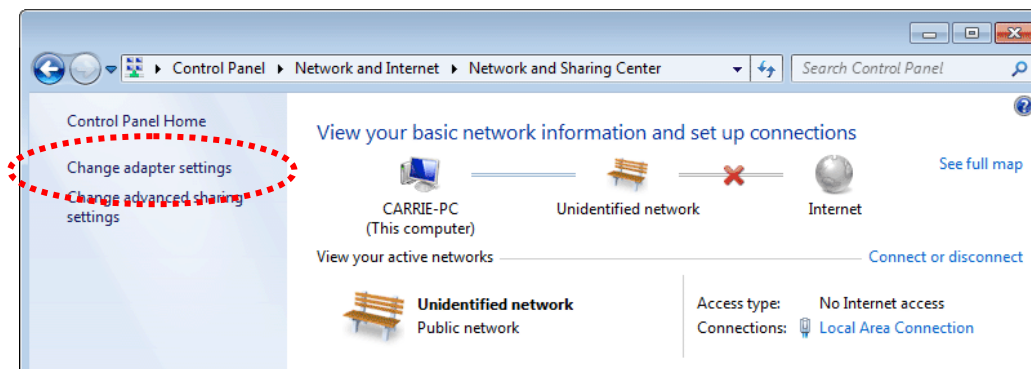 Control Panel Network and Internet Network and Sharing Center Search Control Panel
Control Panel Home
Change adapter settings
Change advanced sharing
settings
View your basic network information and set up connections
See full map
CARRIE-PC
(This computer)
Unidentified network
Internet
View your active networks
Connect or disconnect
Unidentified network
Public network
Access type: No Internet access
Connections: Local Area Connection